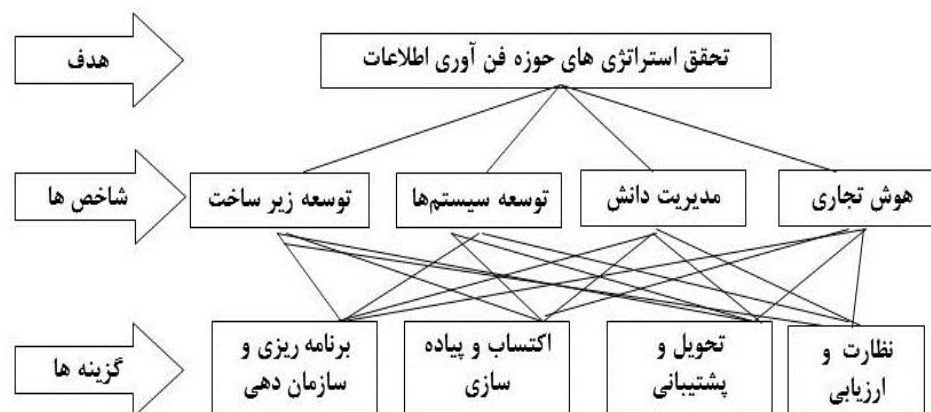 هدف
تحقق استراتژی های حوزه فن آوری اطلاعات
شاخص ها
هوش تجاری
مدیریت دانش
توسعه سیستم‌ها
توسعه زیر ساخت
گزینه ها
نظارت و
ارزیابی
تحویل و
پشتیبانی
اکتساب و پیاده
سازی
برنامه ریزی و
سازمان دهی